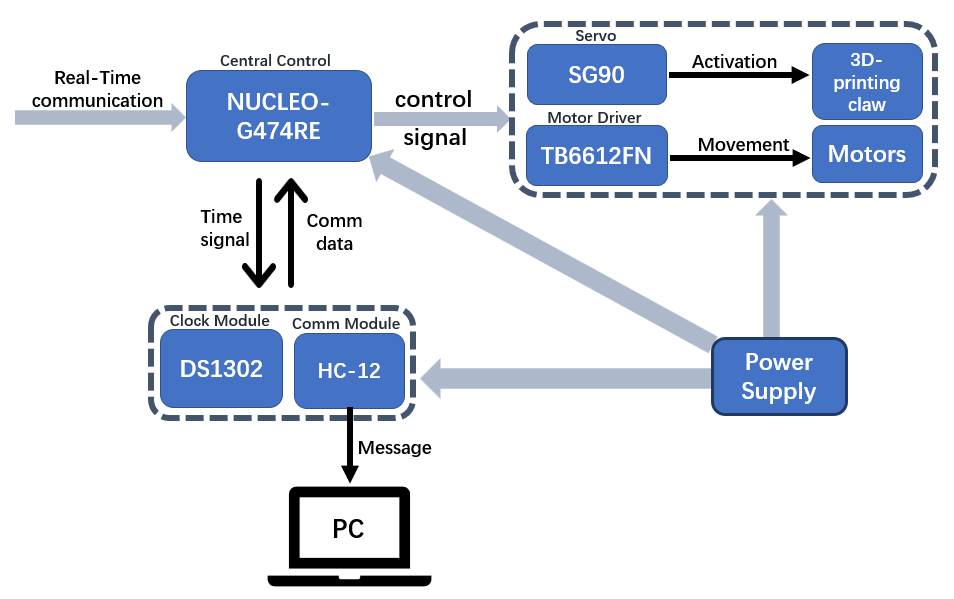 Real-Time
communication
Central Control
NUCLEO-
G474RE
control
signal
Servo
SG90
Activation
3D-
printing
claw
Motor Driver
TB6612FN
Movement
Motors
Time
signal
Comm
data
Clock Module
DS1302
Comm Module
HC-12
Power
Supply
Message
PC